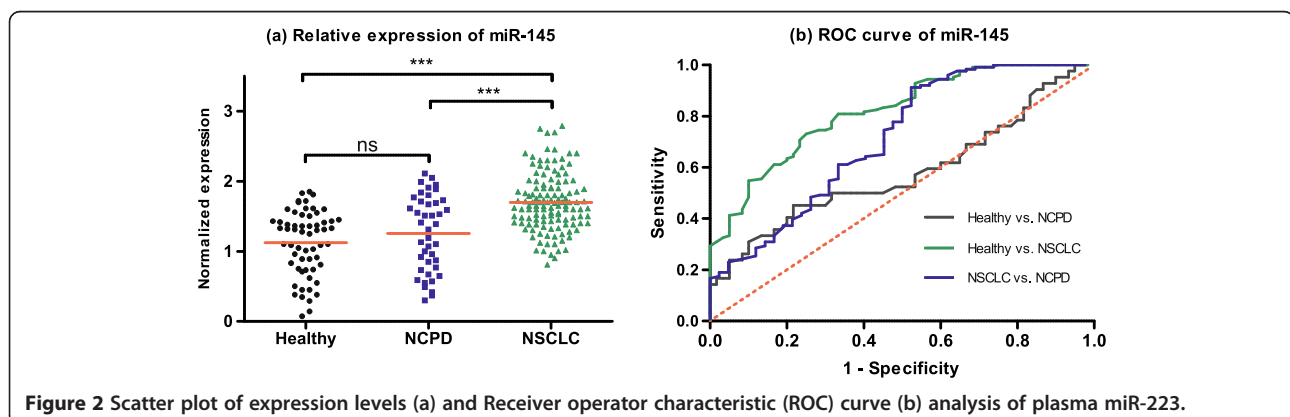 (a) Relative expression of miR-145
***
***
ns
Normalized expression
3
2
1
0
Healthy NCPD NSCLC
(b) ROC curve of miR-145
Sensitivity
1.0
0.8
0.6
0.4
0.2
0.0
Healthy vs. NCPD
Healthy vs. NSCLC
NSCLC vs. NCPD
0.0 0.2 0.4 0.6 0.8 1.0
1 - Specificity
Figure 2 Scatter plot of expression levels (a) and Receiver operator characteristic (ROC) curve (b) analysis of plasma miR-223.